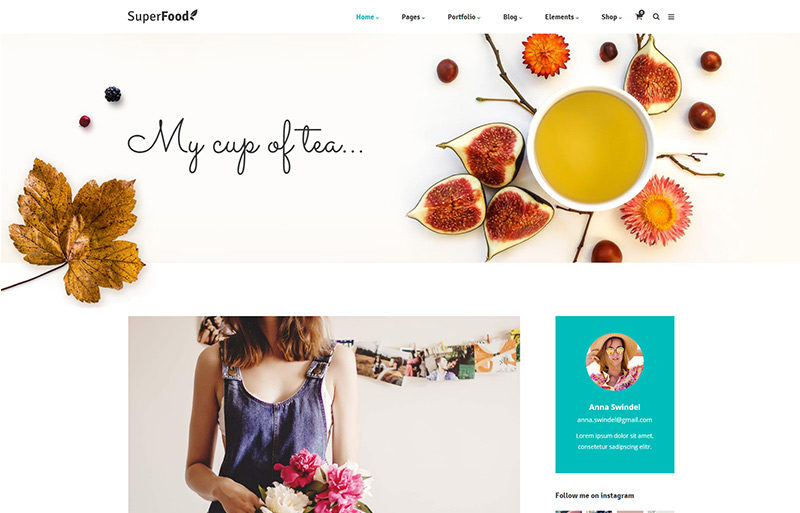 SuperFood
Home Pages Portfolio Blog Elements Shop 0
My cup of tea...
Anna Swindel
anna.swindel@gmail.com
Lorem ipsum dolor sit amet,
consetetur sadipscing elitr.
Follow me on instagram